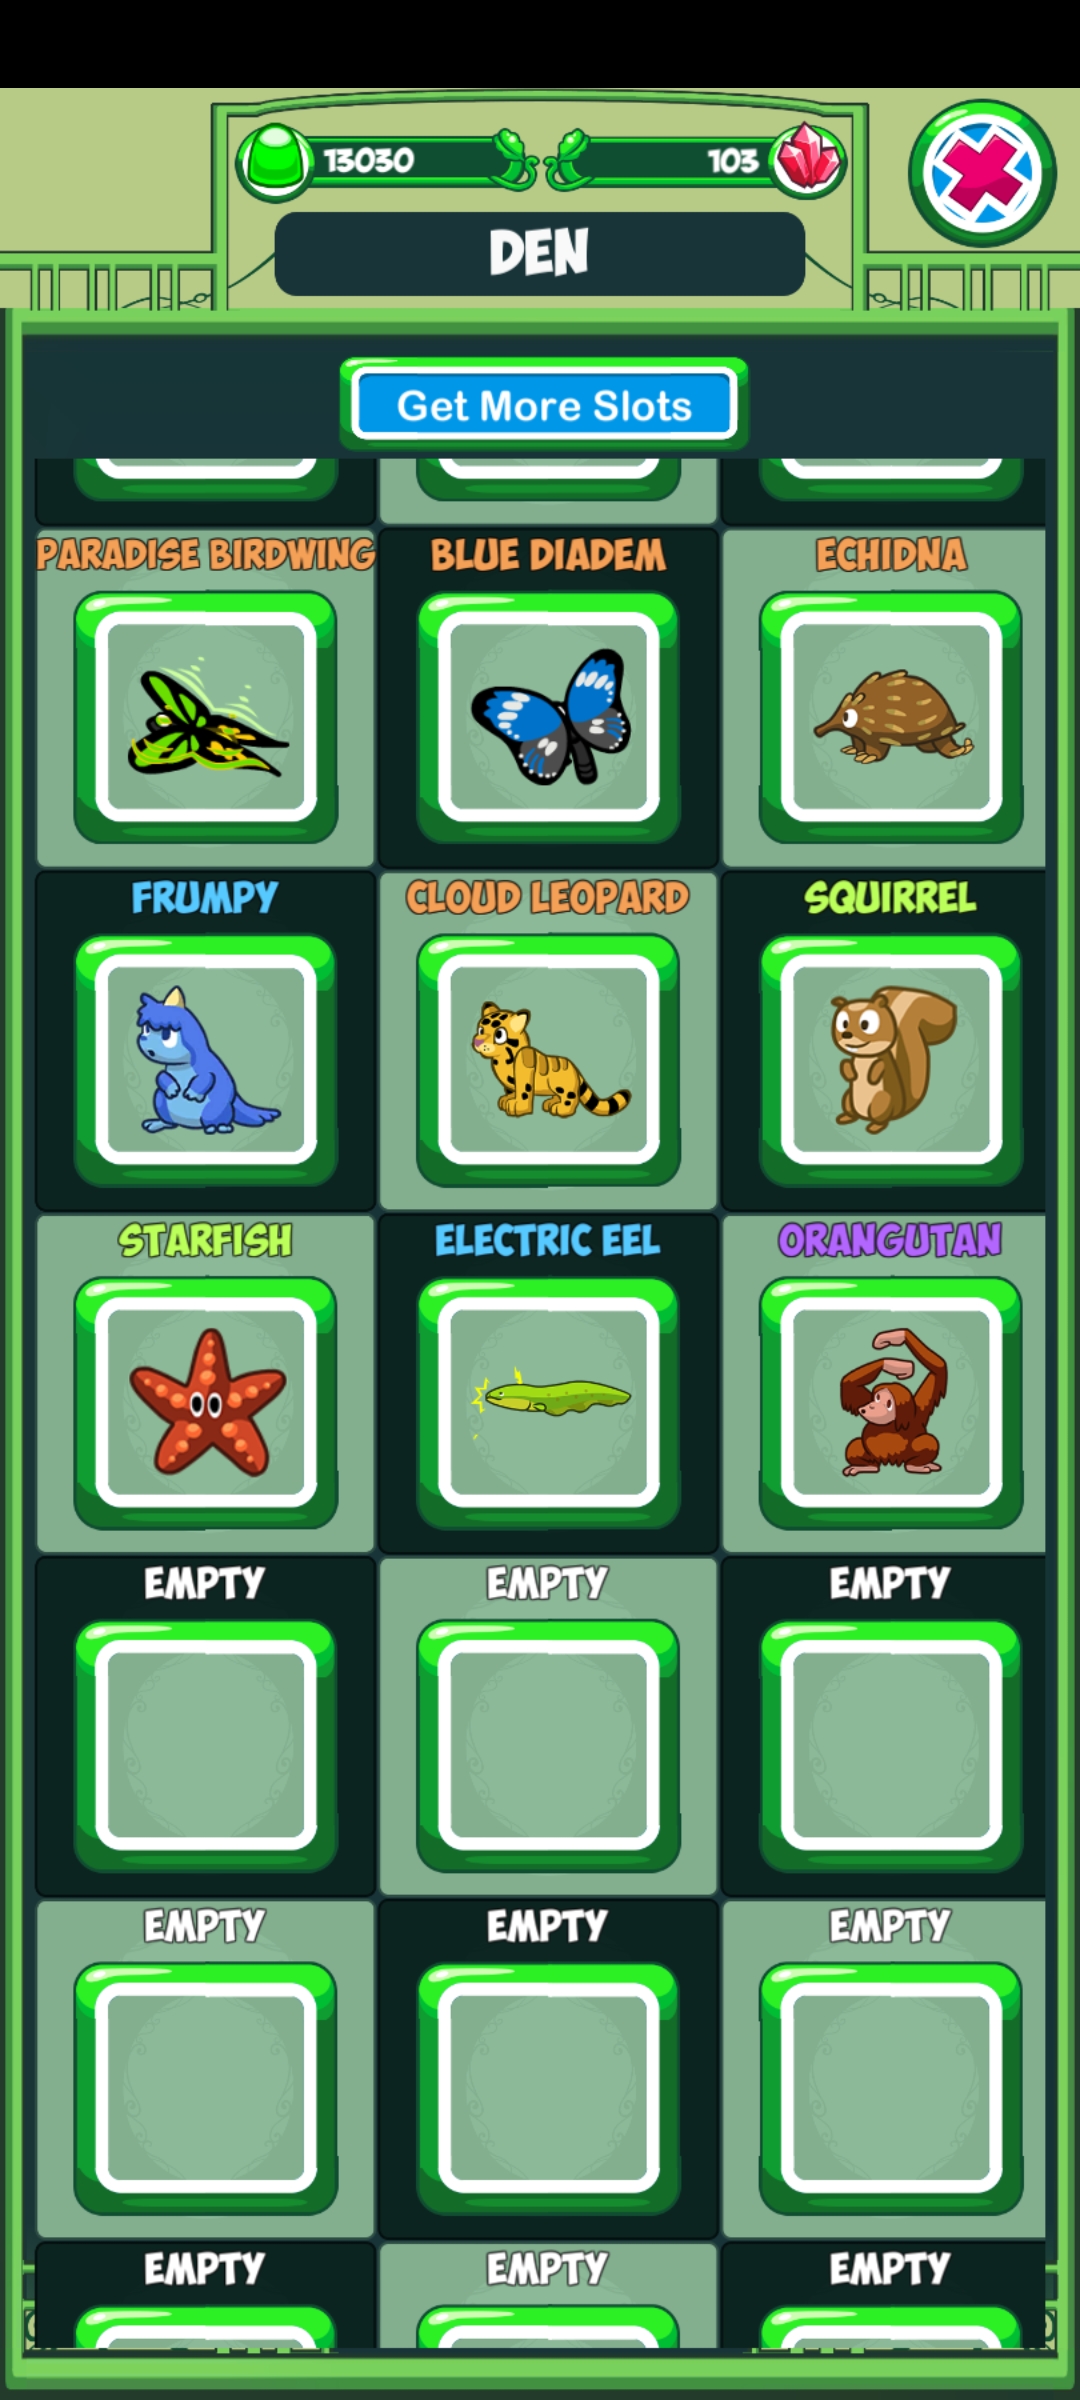 13030
103
DEN
Get More Slots
PARADISE BIRDWING
BLUE DIADEM
ECHIDNA
FRUMPY
CLOUD LEOPARD
SQUIRREL
STARFISH
ELECTRIC EEL
ORANGUTAN
EMPTY
EMPTY
EMPTY
EMPTY
EMPTY
EMPTY
EMPTY
EMPTY
EMPTY